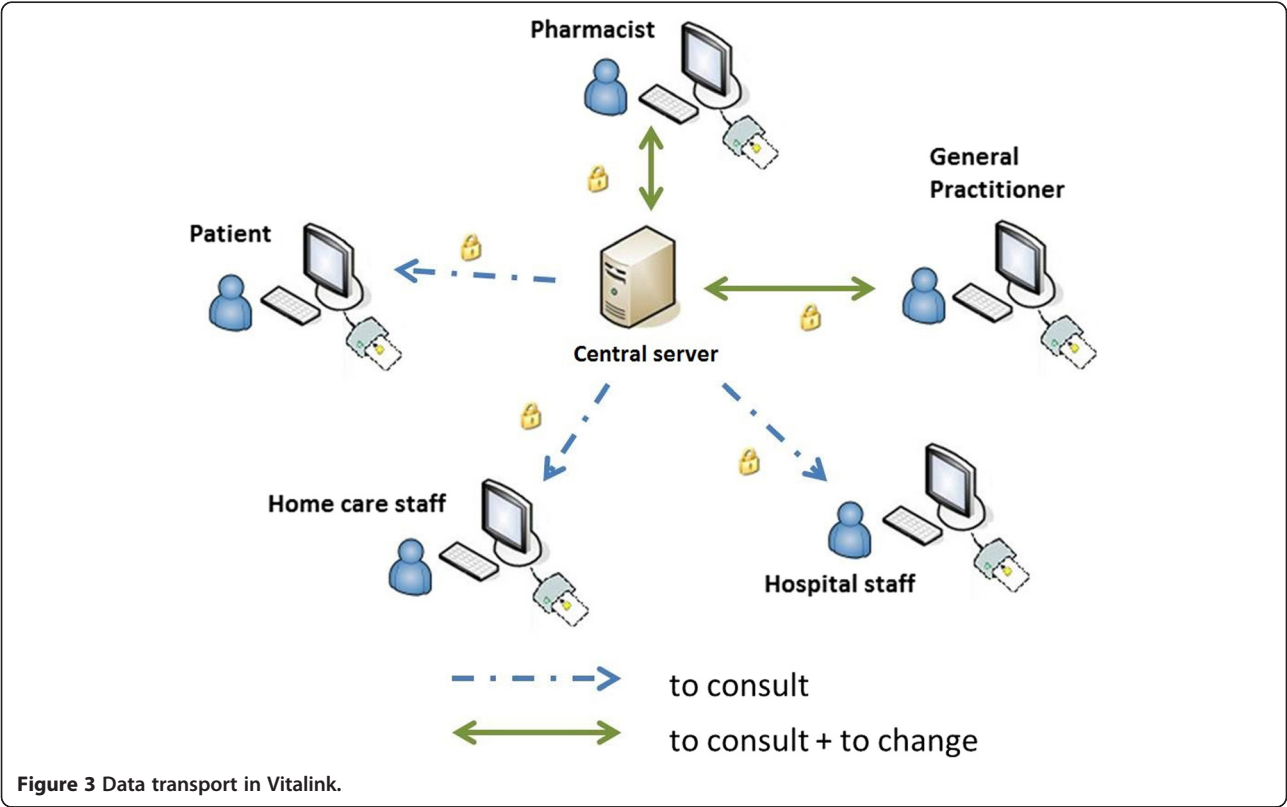 Pharmacist
General
Practitioner
Patient
Central server
Home care staff
Hospital staff
to consult
to consult + to change
Figure 3 Data transport in Vitalink.